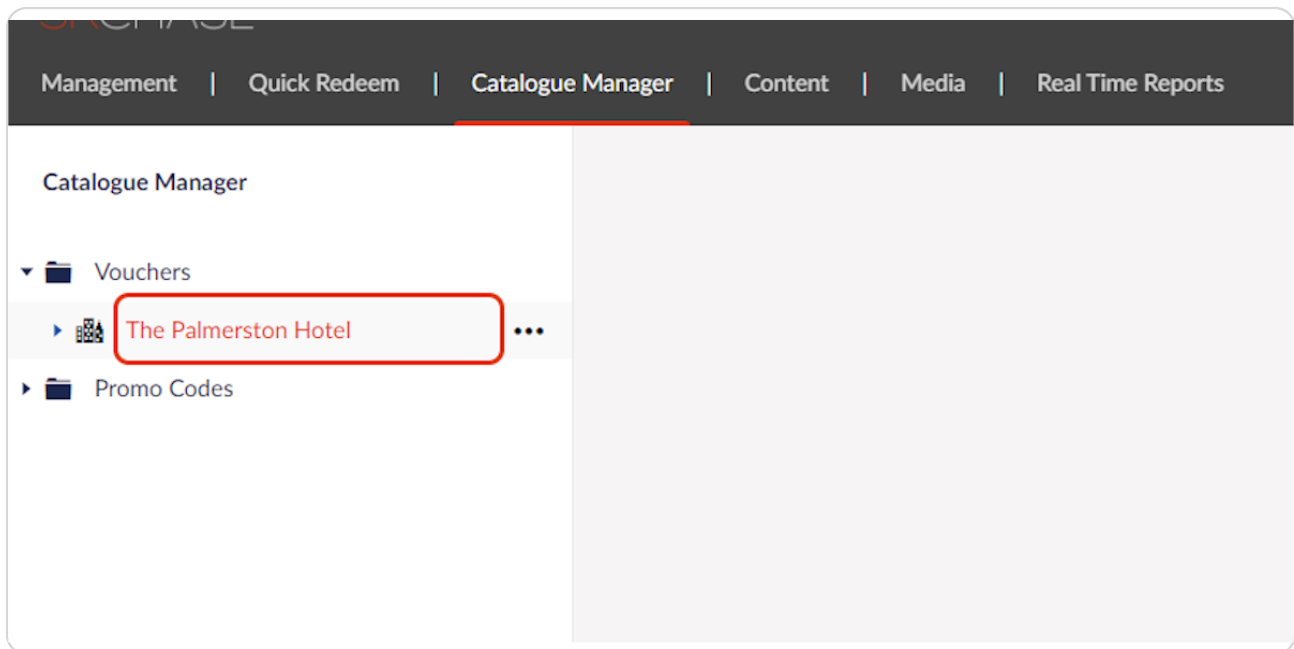 Management | Quick Redeem | Catalogue Manager | Content | Media | Real Time Reports
Catalogue Manager
Vouchers
The Palmerston Hotel
Promo Codes